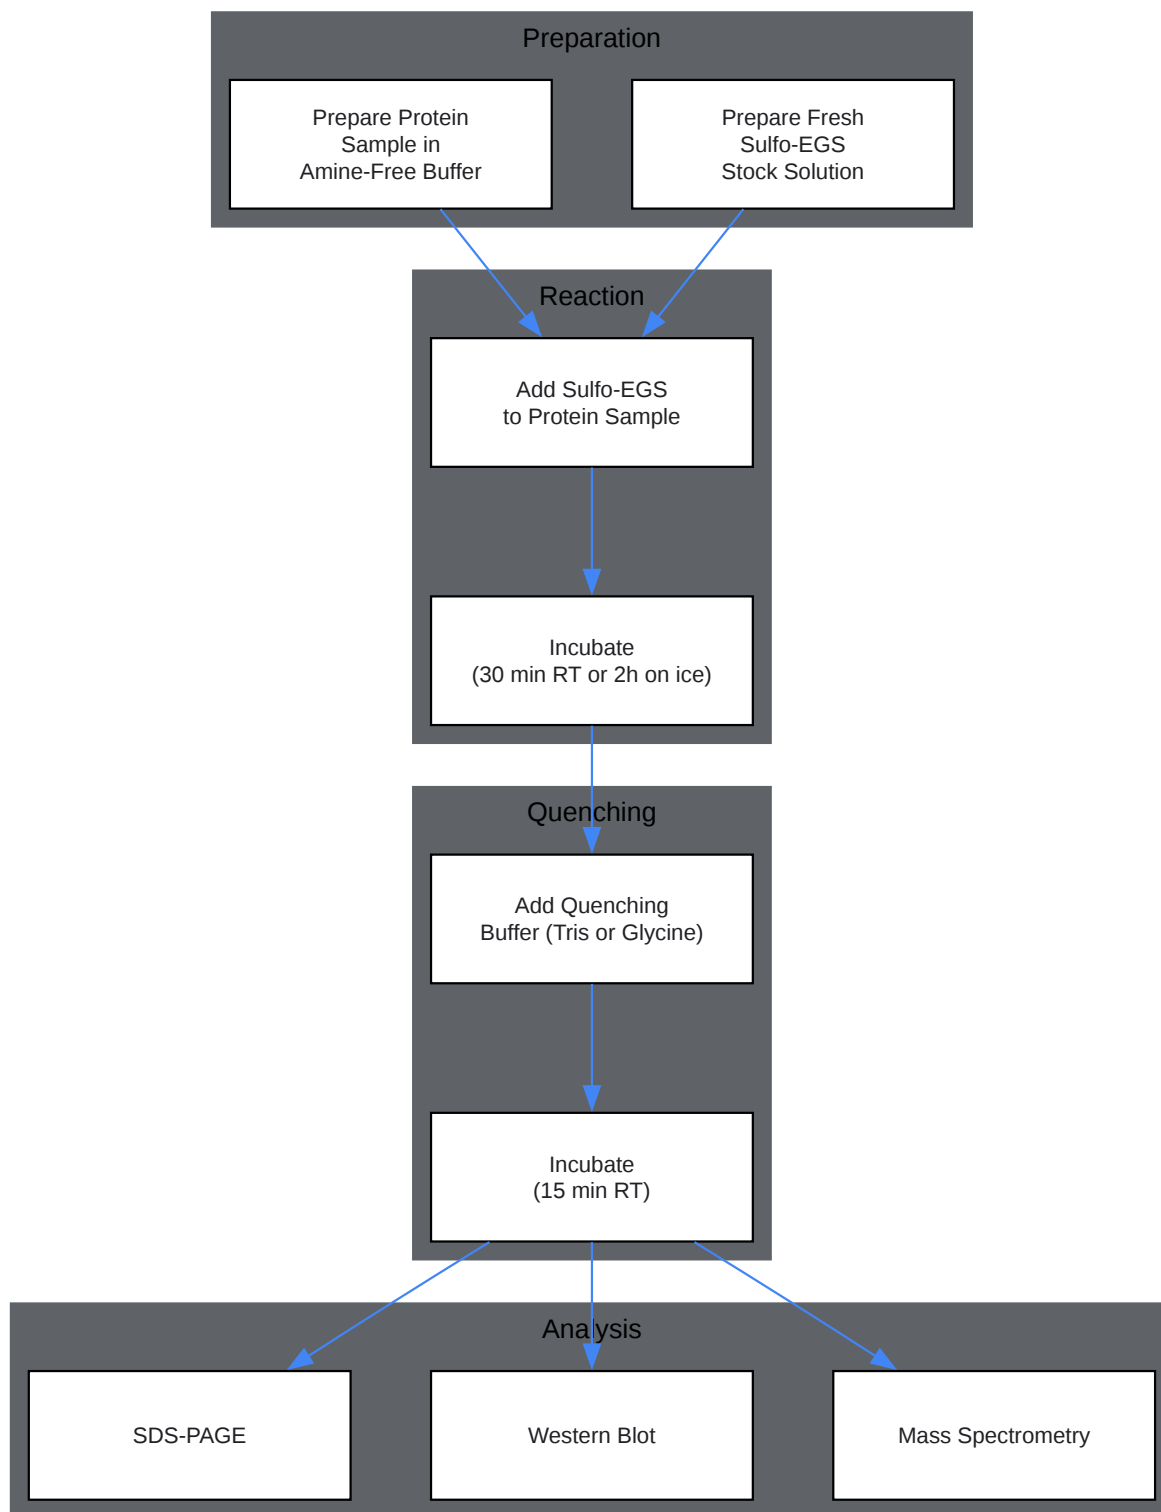 Preparation
Prepare Protein
Sample in
Amine-Free Buffer
Prepare Fresh
Sulfo-EGS
Stock Solution
Reaction
Add Sulfo-EGS
to Protein Sample
Incubate
(30 min RT or 2h on ice)
Quenching
Add Quenching
Buffer (Tris or Glycine)
Incubate
(15 min RT)
Analysis
SDS-PAGE
Western Blot
Mass Spectrometry